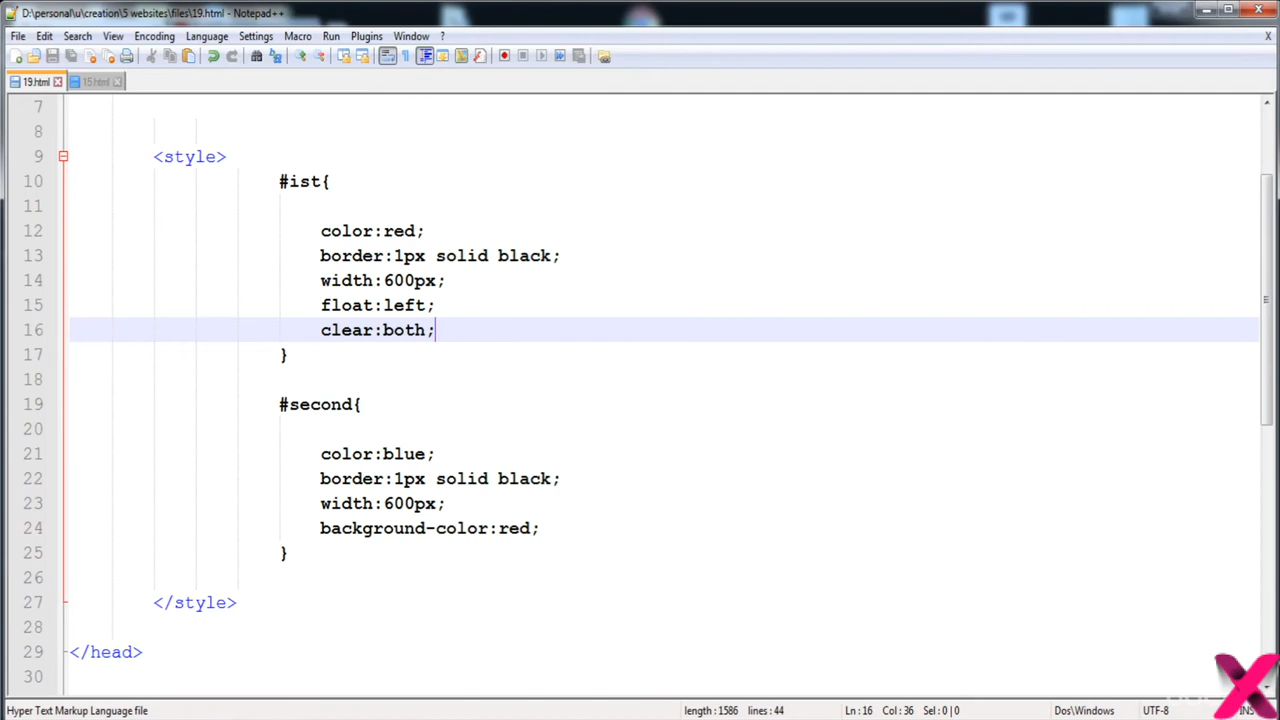 D:\personal\u\creation\5 websites\files\19.html - Notepad++
File Edit Search View Encoding Language Settings Macro Run Plugins Window ? X
19.html 15.html
7
8
9 <style>
10 #ist{
11
12 color:red;
13 border:1px solid black;
14 width:600px;
15 float:left;
16 clear:both;
17 }
18
19 #second{
20
21 color:blue;
22 border:1px solid black;
23 width:600px;
24 background-color:red;
25 }
26
27 </style>
28
29 </head>
30
Hyper Text Markup Language file length : 1586 lines : 44 Ln : 16 Col : 36 Sel : 0 | 0 Dos\Windows UTF-8 INS